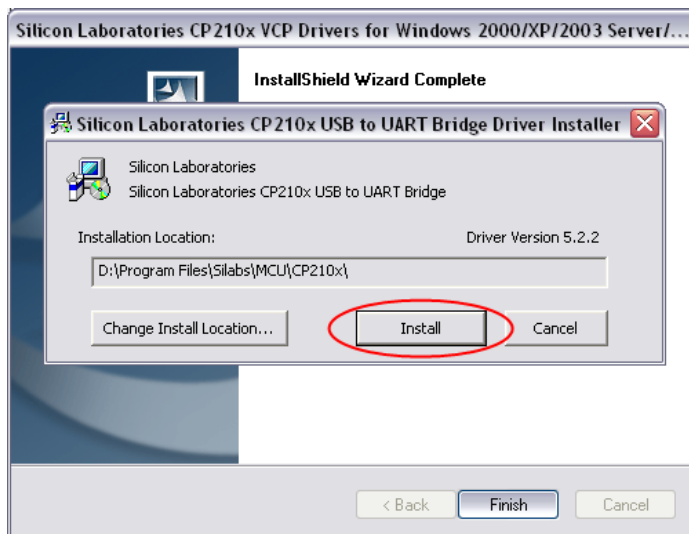 Silicon Laboratories CP210x VCP Drivers for Windows 2000/XP/2003 Server/...
InstallShield Wizard Complete
Silicon Laboratories CP210x USB to UART Bridge Driver Installer
Silicon Laboratories
Silicon Laboratories CP210x USB to UART Bridge
Installation Location:
Driver Version 5.2.2
D:\Program Files\Silabs\MCU\CP210x\
Change Install Location...
Install
Cancel
< Back
Finish
Cancel